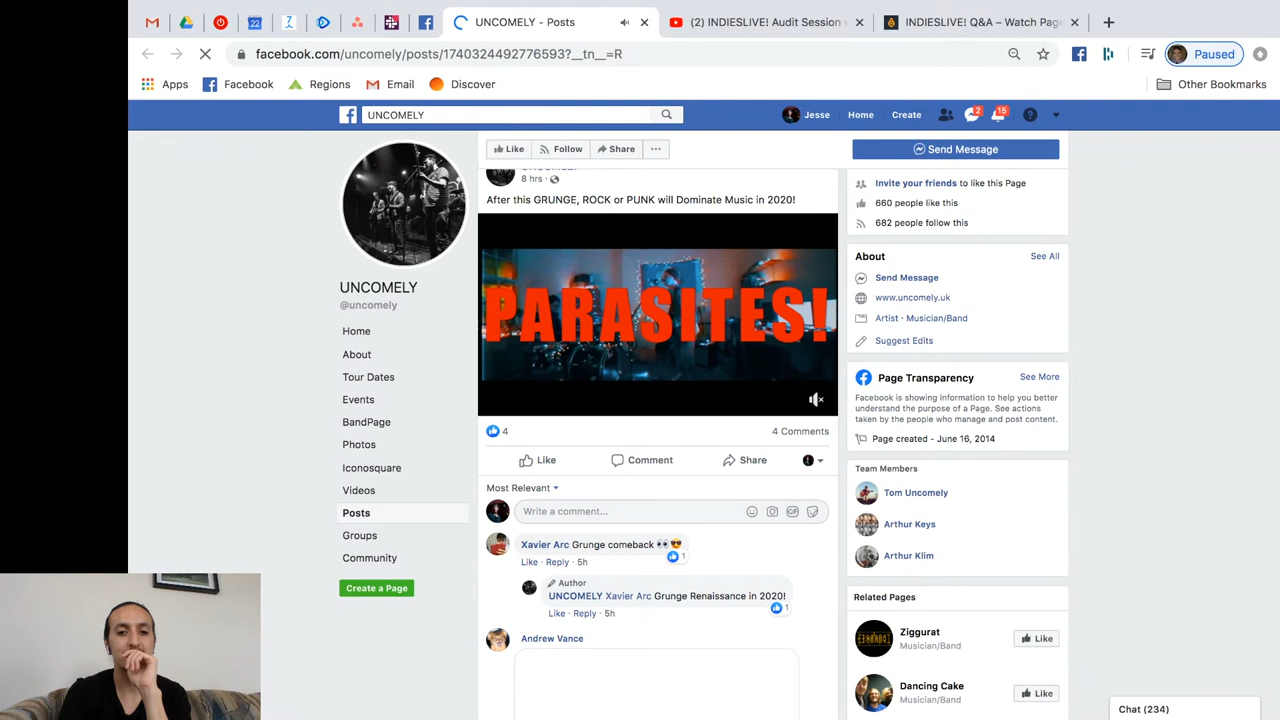 UNCOMELY - Posts
(2) INDIESL!VE! Audit Session w
INDIESL!VE! Q&A – Watch Page
facebook.com/uncomely/posts/1740324492776593?__tn__=R
Paused
Apps
Facebook
Regions
Email
Discover
Other Bookmarks
UNCOMELY
Jesse
Home
Create
2
15
Like
Follow
Share
Send Message
8 hrs
After this GRUNGE, ROCK or PUNK will Dominate Music in 2020!
PARASITES!
4
4 Comments
Like
Comment
Share
Most Relevant
Write a comment...
GIF
Xavier Arc Grunge comeback 👀😎
1
Like · Reply · 5h
Author
UNCOMELY Xavier Arc Grunge Renaissance in 2020!
1
Like · Reply · 5h
Andrew Vance
UNCOMELY
@uncomely
Home
About
Tour Dates
Events
BandPage
Photos
Iconosquare
Videos
Posts
Groups
Community
Create a Page
Invite your friends to like this Page
660 people like this
682 people follow this
About
See All
Send Message
www.uncomely.uk
Artist · Musician/Band
Suggest Edits
Page Transparency
See More
Facebook is showing information to help you better
understand the purpose of a Page. See actions
taken by the people who manage and post content.
Page created - June 16, 2014
Team Members
Tom Uncomely
Arthur Keys
Arthur Klim
Related Pages
Ziggurat
Musician/Band
Like
Dancing Cake
Musician/Band
Like
Chat (234)